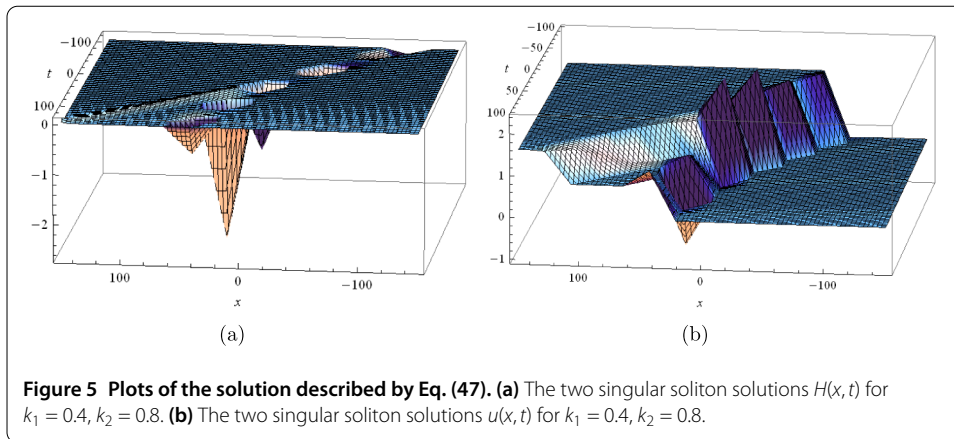 -100
t
0
100
0
-1
-2
100
0
-100
x
(a)
-100
-50
t
0
50
100
2
1
0
-1
100
0
-100
x
(b)
Figure 5 Plots of the solution described by Eq. (47). (a) The two singular soliton solutions H(x, t) for
k₁ = 0.4, k₂ = 0.8. (b) The two singular soliton solutions u(x, t) for k₁ = 0.4, k₂ = 0.8.